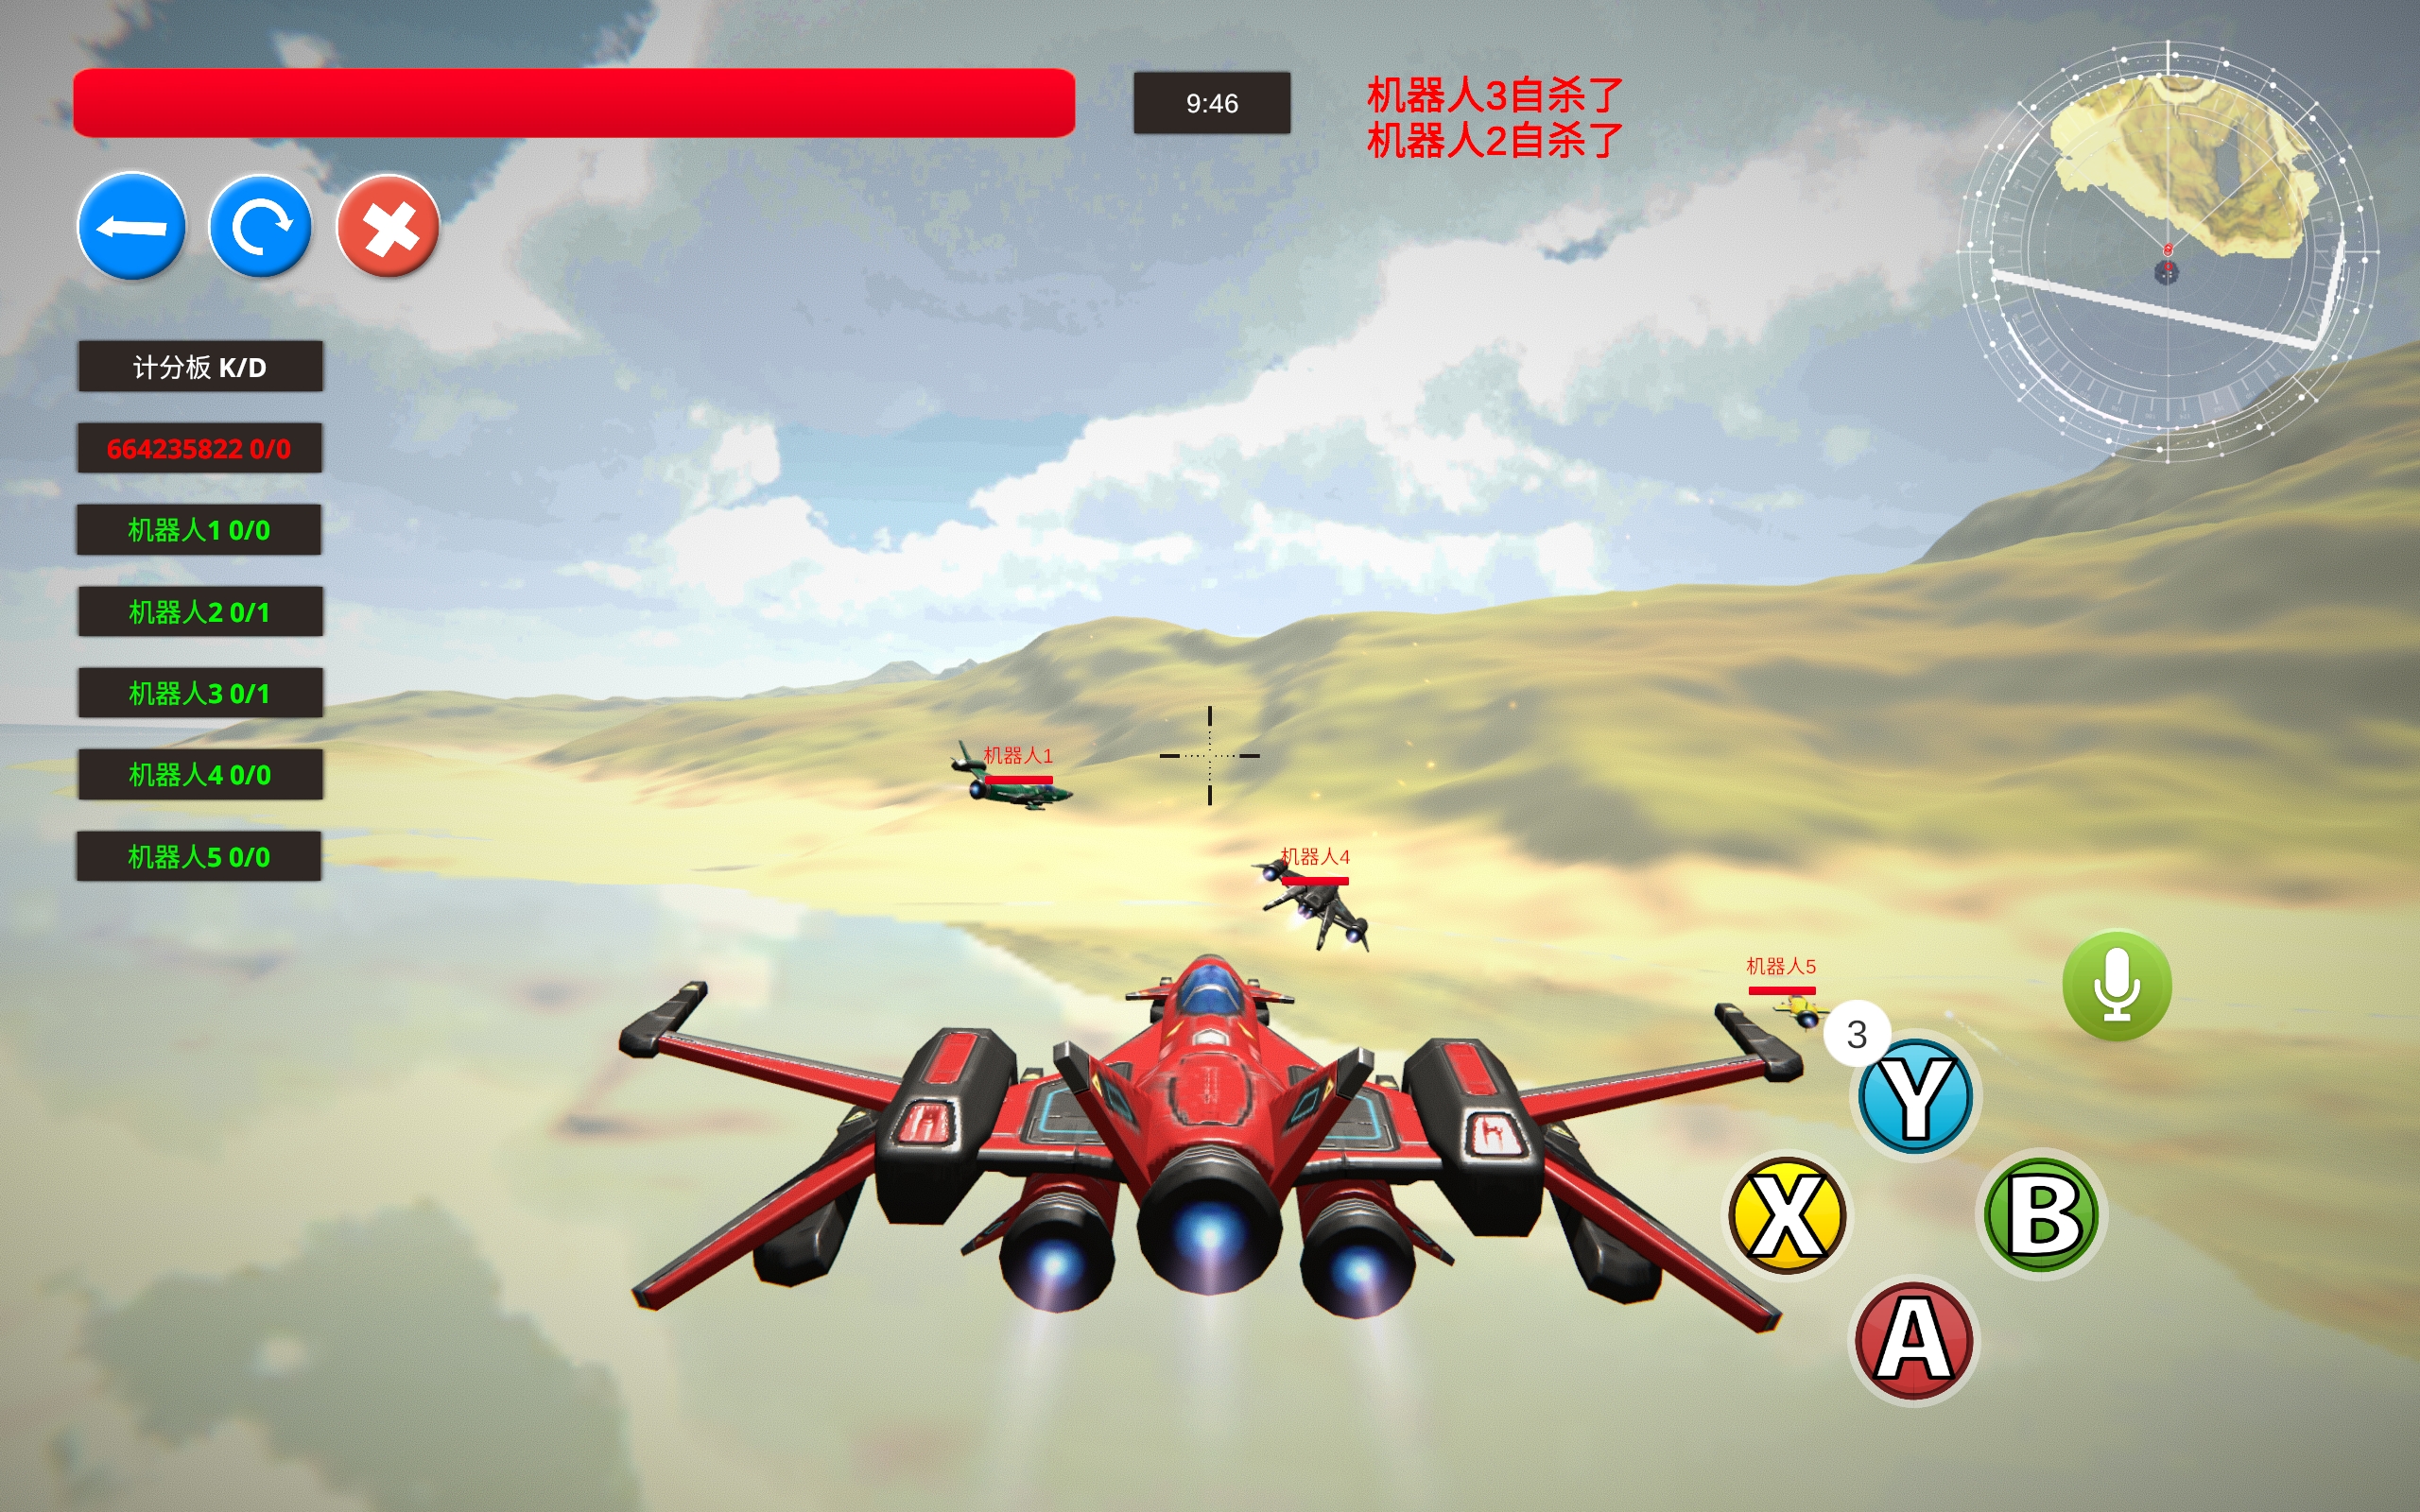 9:46
机器人3自杀了
机器人2自杀了
计分板 K/D
664235822 0/0
机器人1 0/0
机器人2 0/1
机器人3 0/1
机器人4 0/0
机器人5 0/0
机器人1
机器人4
机器人5
3
Y
X
B
A